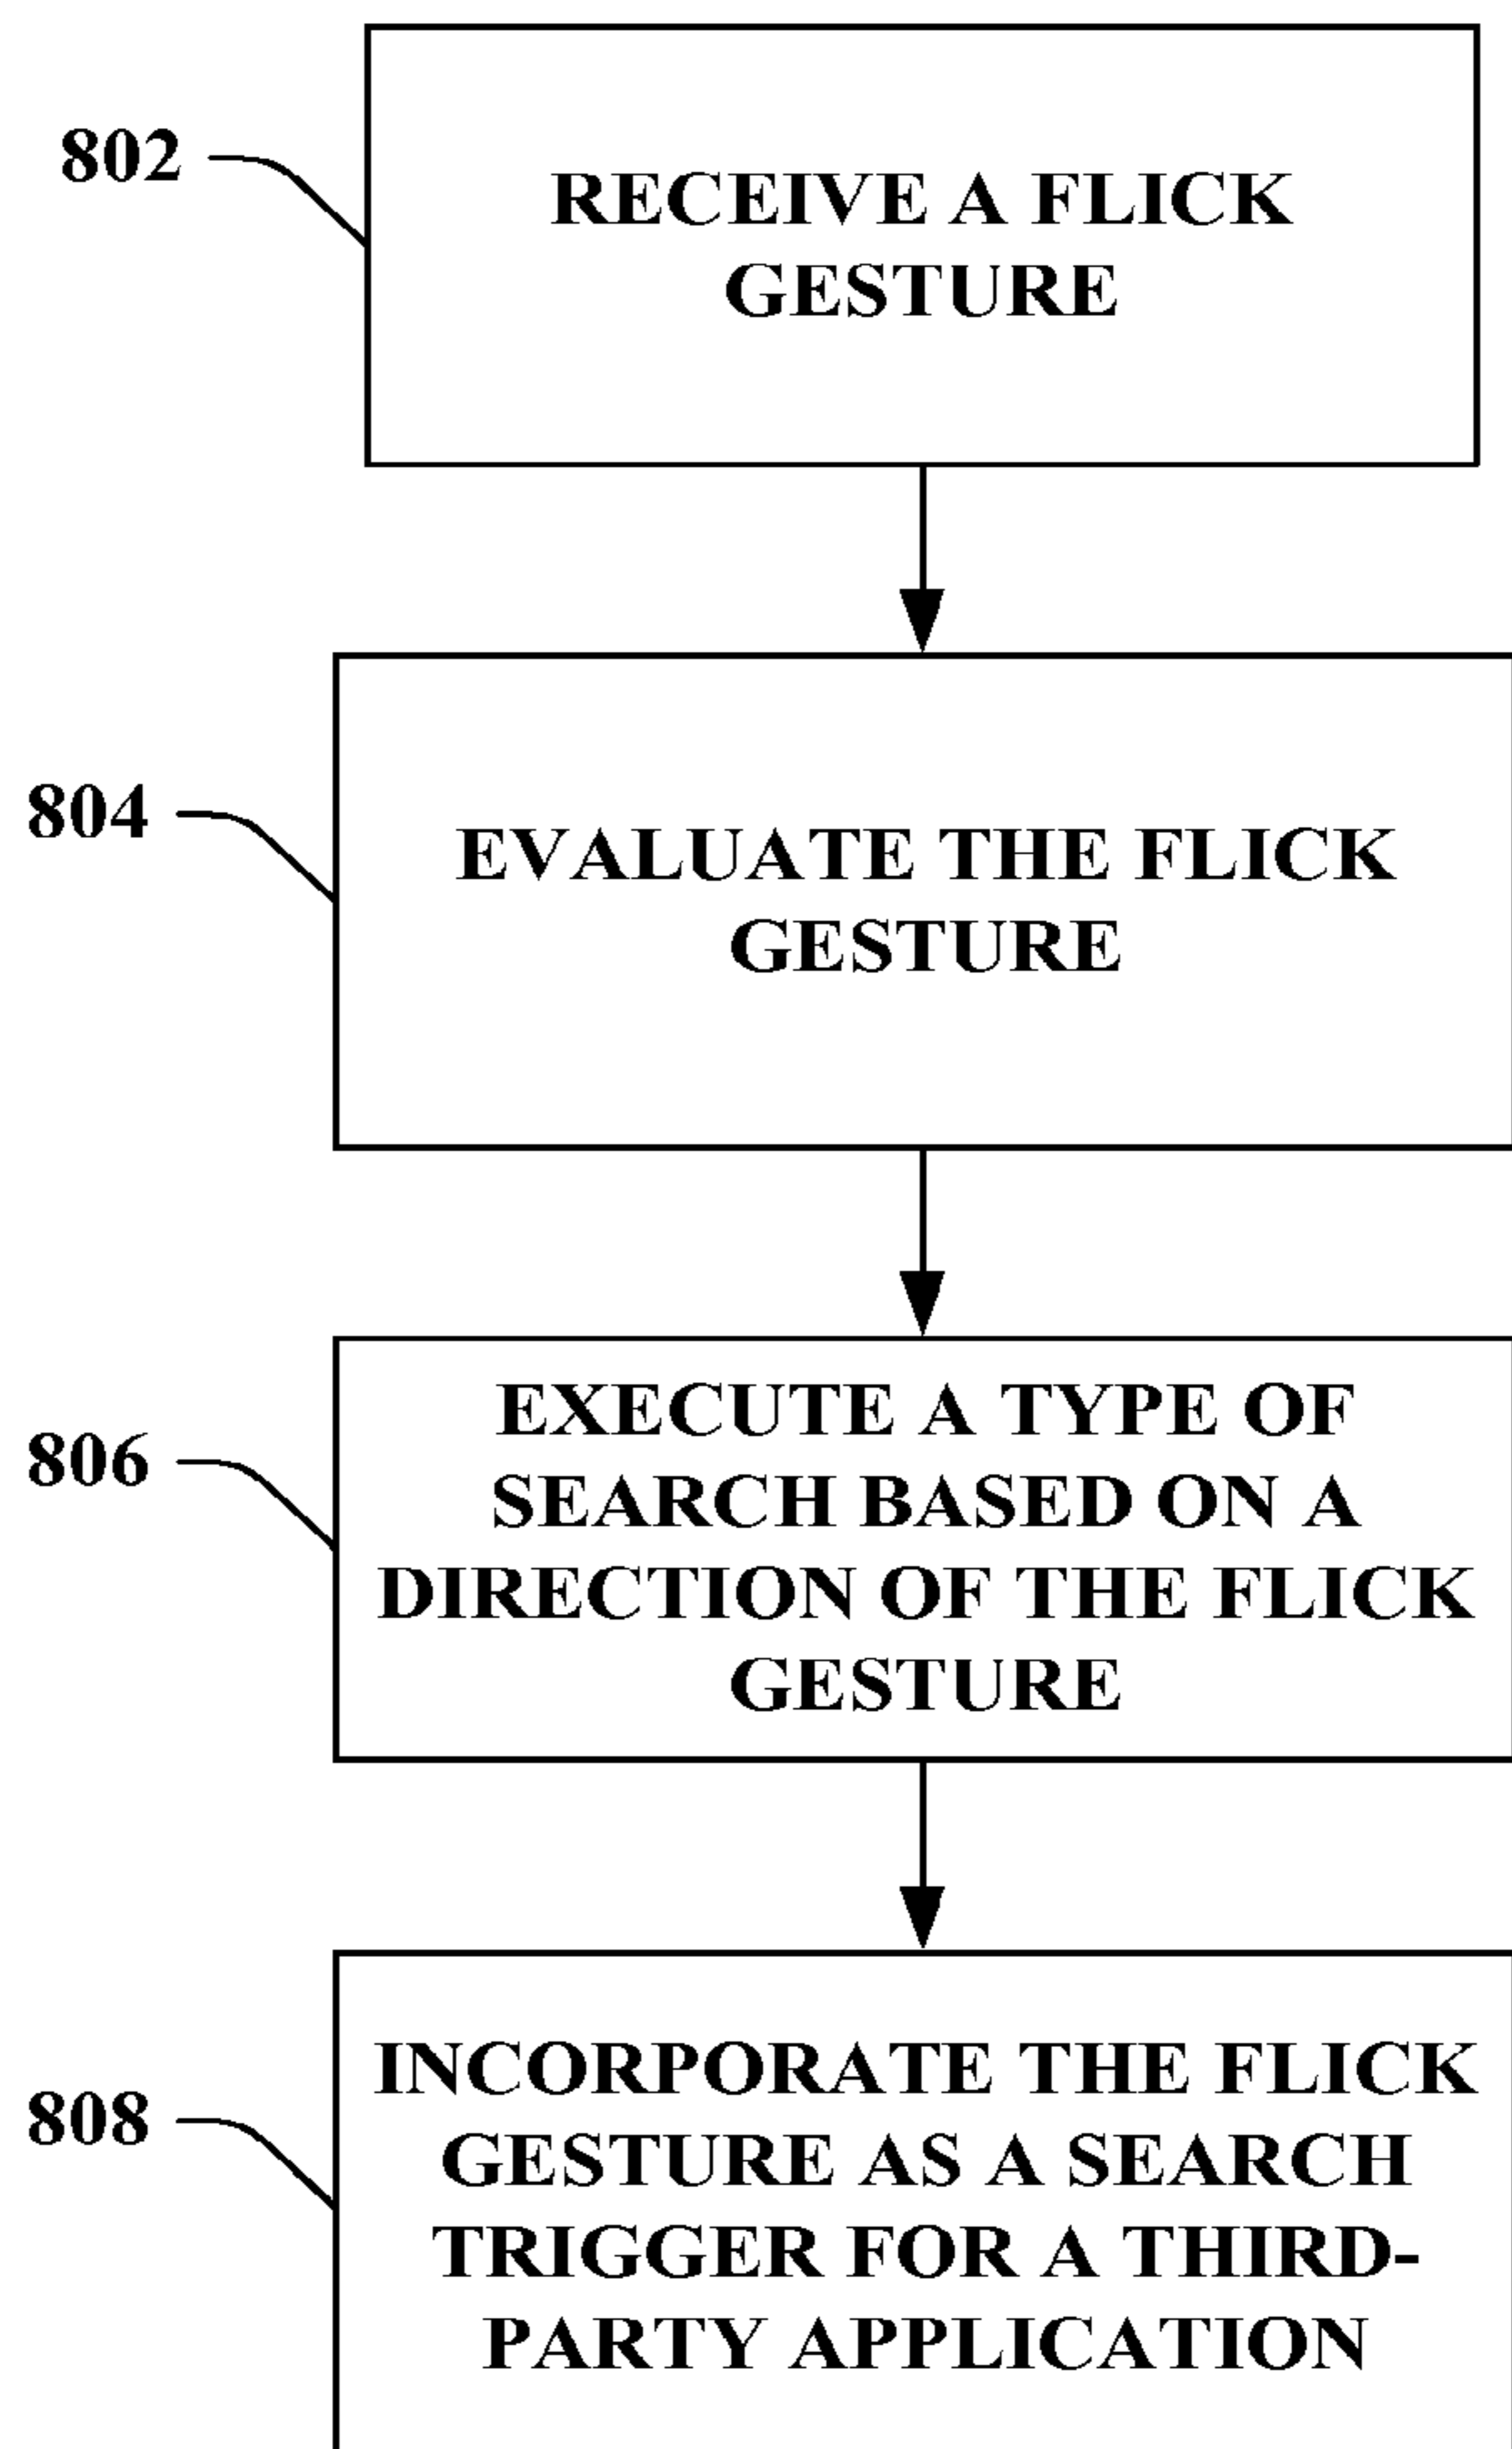 802
RECEIVE A FLICK
GESTURE
804
EVALUATE THE FLICK
GESTURE
806
EXECUTE A TYPE OF
SEARCH BASED ON A
DIRECTION OF THE FLICK
GESTURE
808
INCORPORATE THE FLICK
GESTURE AS A SEARCH
TRIGGER FOR A THIRD-
PARTY APPLICATION